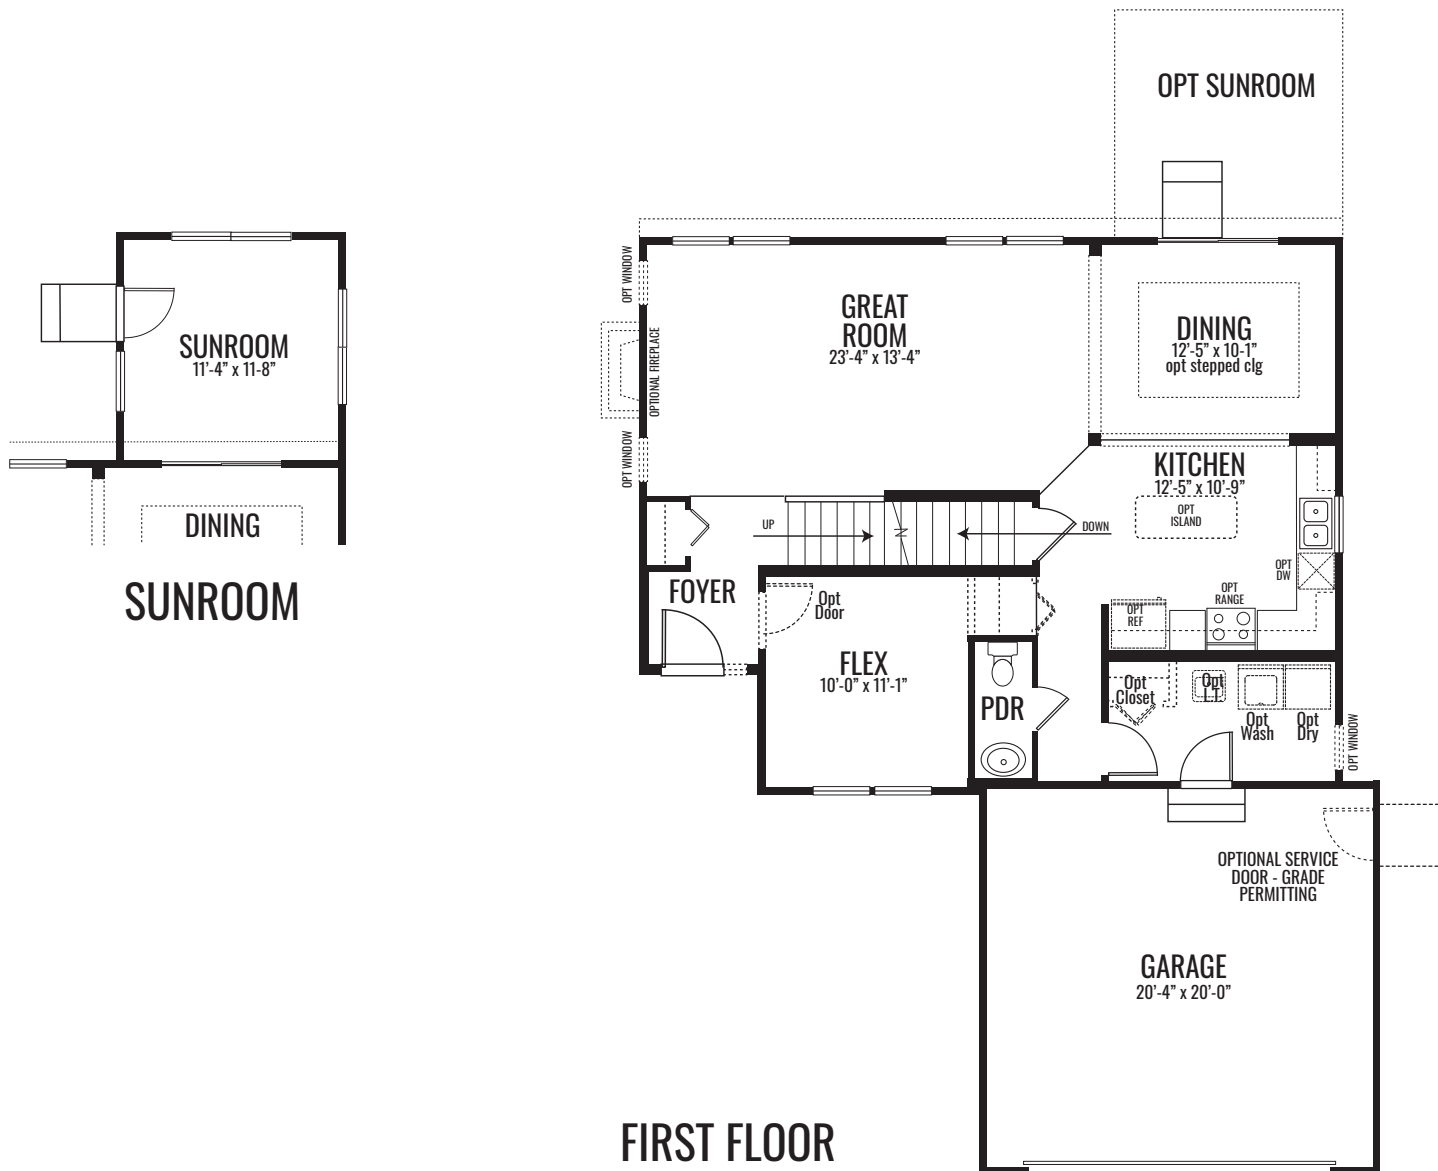 OPT SUNROOM
SUNROOM
11’-4” x 11-8”
DINING
SUNROOM
OPT WINDOW
OPTIONAL FIREPLACE
OPT WINDOW
GREAT
ROOM
23’-4” x 13’-4”
DINING
12’-5” x 10-1”
opt stepped clg
KITCHEN
12’-5” x 10’-9”
OPT
ISLAND
UP
DOWN
OPT
DW
OPT
RANGE
OPT
REF
FOYER
Opt
Door
FLEX
10’-0” x 11’-1”
PDR
Opt
Closet
Opt
L.T.
Opt
Wash
Opt
Dry
OPT WINDOW
OPTIONAL SERVICE
DOOR - GRADE
PERMITTING
GARAGE
20’-4” x 20’-0”
FIRST FLOOR